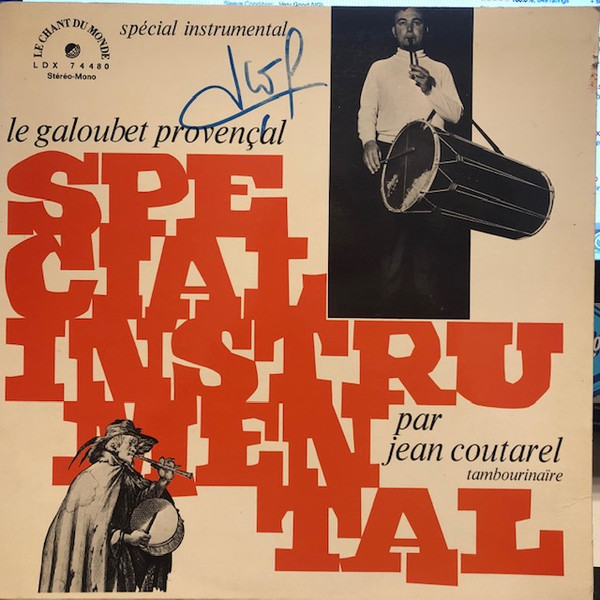 LE CHANT DU MONDE
LDX 74480
Stéréo-Mono
spécial instrumental
le galoubet provençal
SPE
CIAL
INSTRU
MEN
TAL
par
jean coutarel
tambourinaïre